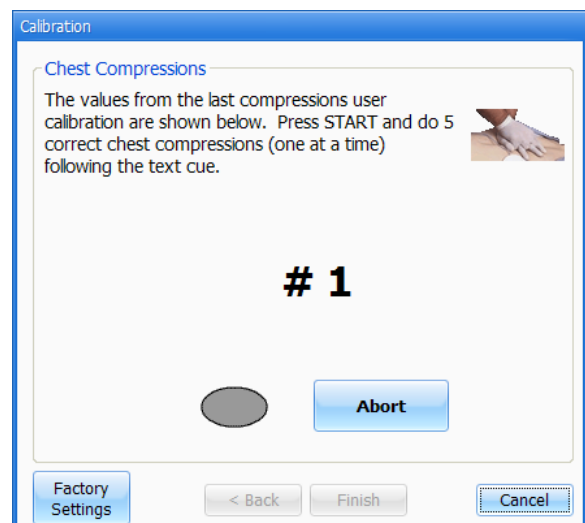 Calibration
Chest Compressions
The values from the last compressions user
calibration are shown below. Press START and do 5
correct chest compressions (one at a time)
following the text cue.
# 1
Abort
Factory
Settings
< Back
Finish
Cancel